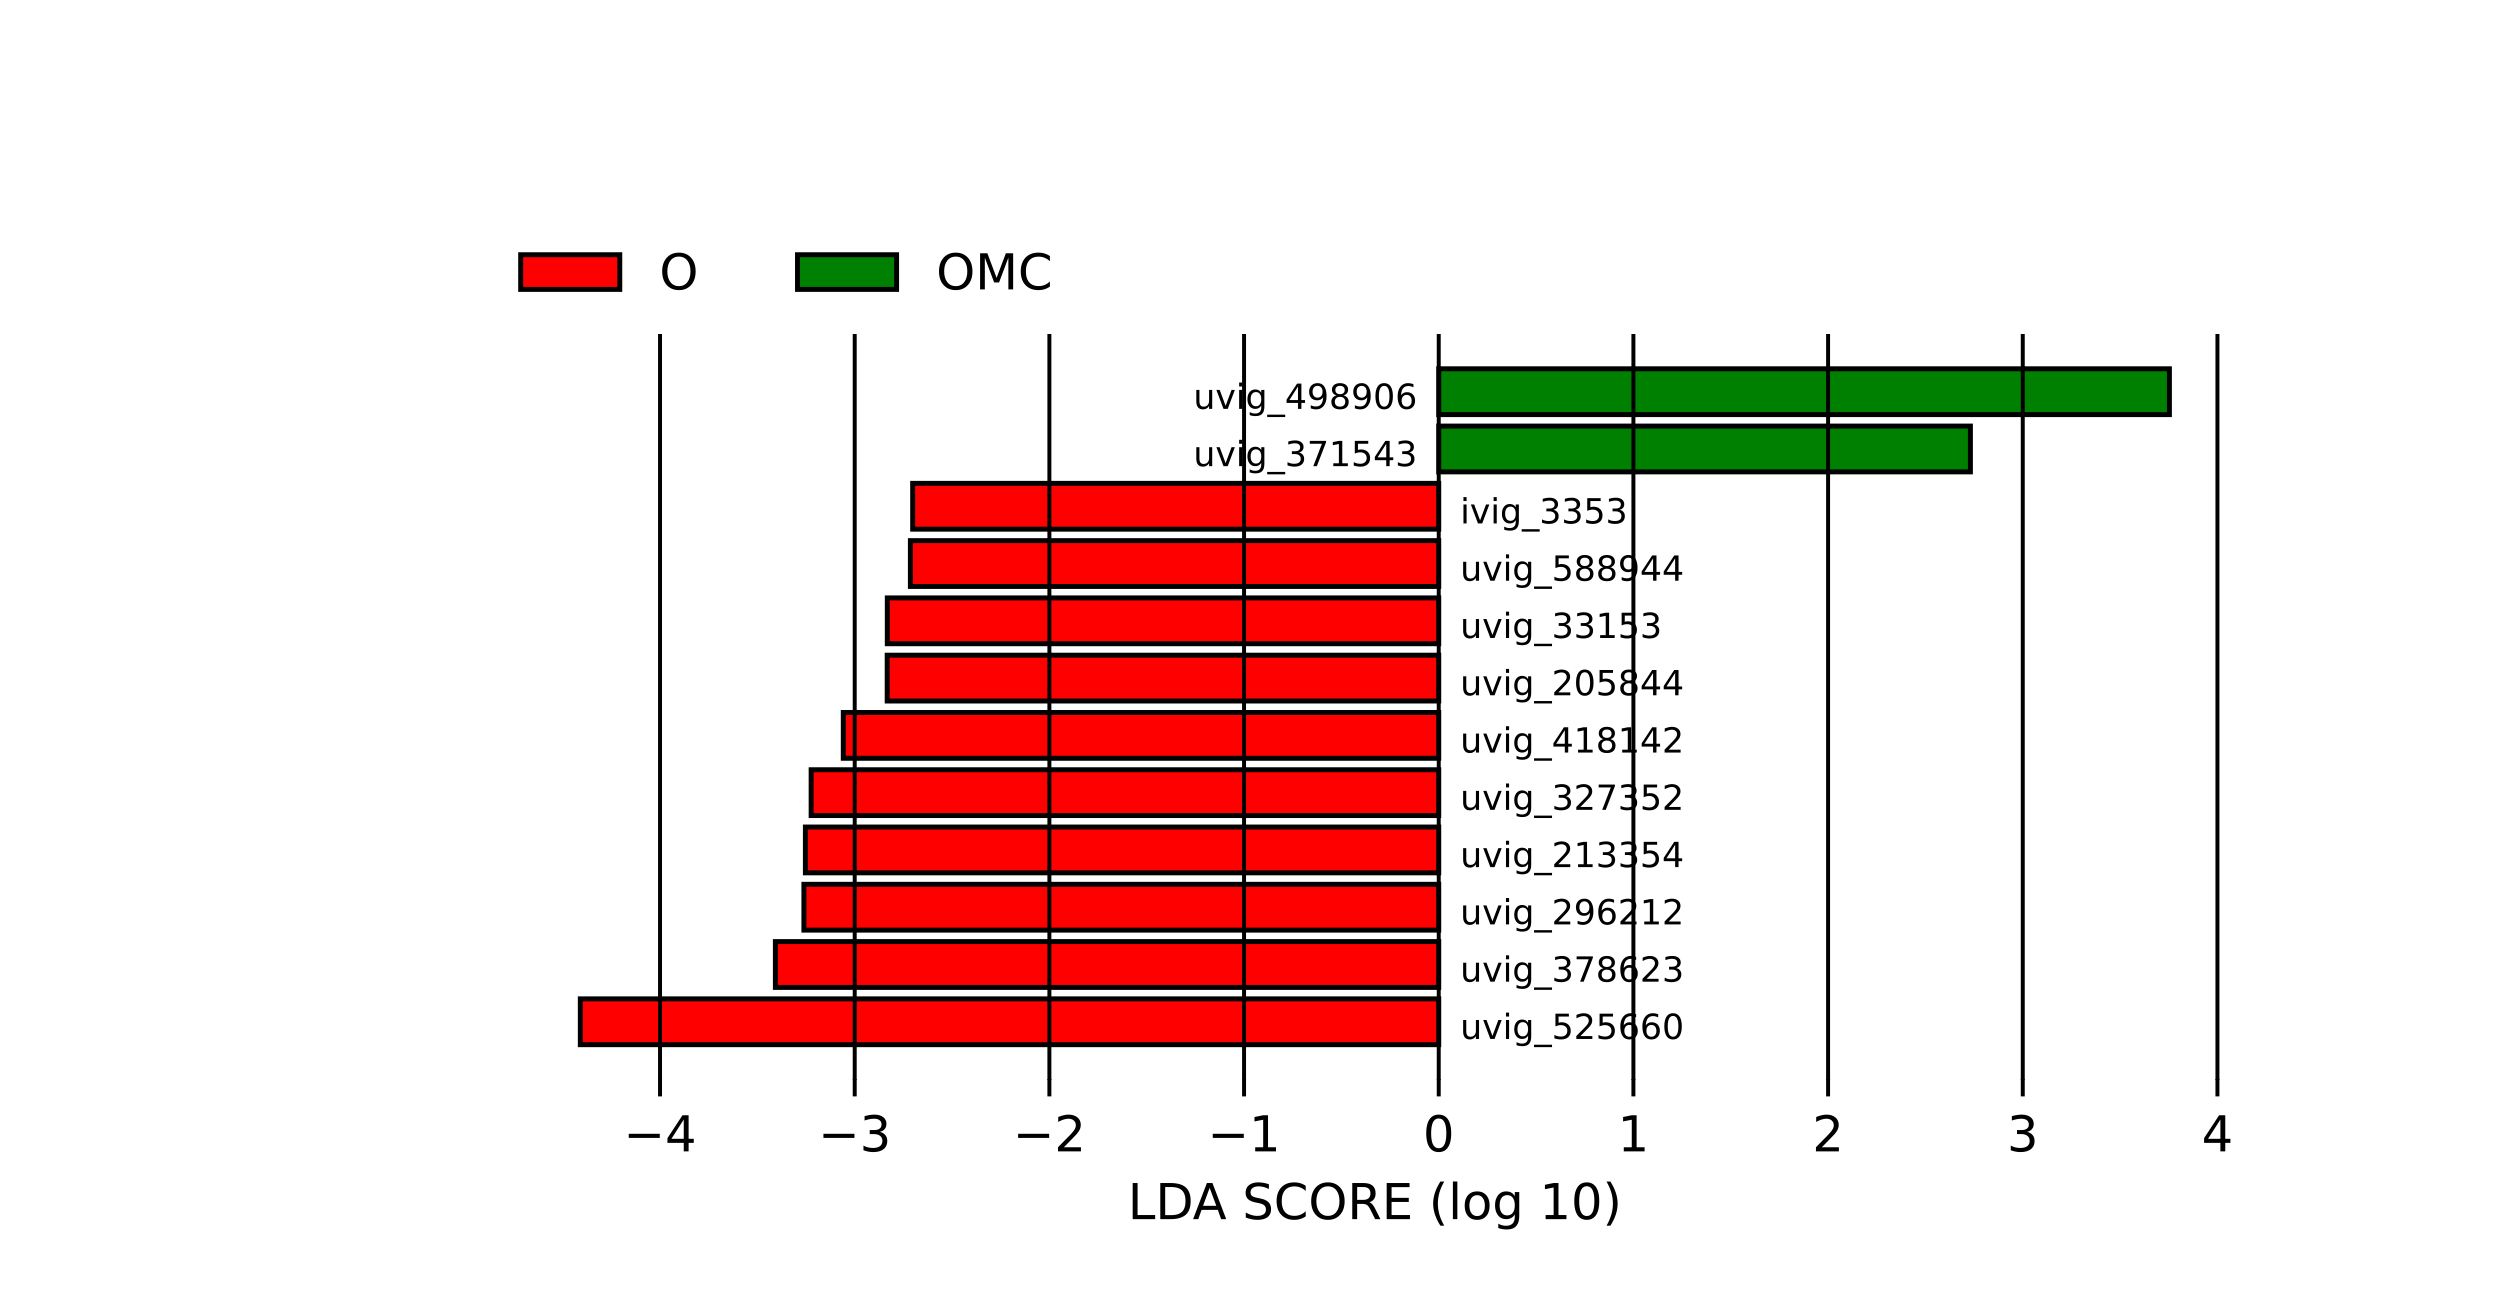 O OMC
uvig_498906
uvig_371543
ivig_3353
uvig_588944
uvig_33153
uvig_205844
uvig_418142
uvig_327352
uvig_213354
uvig_296212
uvig_378623
uvig_525660
−4 −3 −2 −1 0 1 2 3 4
LDA SCORE (log 10)